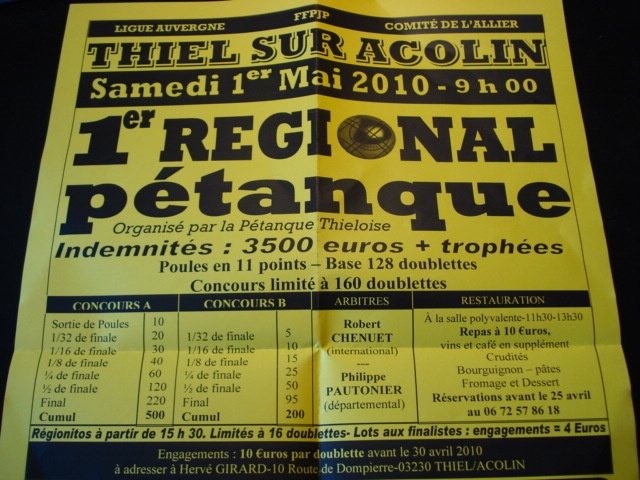 LIGUE AUVERGNE FFPJP COMITÉ DE L'ALLIER
THIEL SUR ACOLIN
Samedi 1er Mai 2010 - 9 h 00
1er REGIONAL
pétanque
Organisé par la Pétanque Thieloise
Indemnités : 3500 euros + trophées
Poules en 11 points – Base 128 doublettes
Concours limité à 160 doublettes
CONCOURS A
Sortie de Poules 10
1/32 de finale 20
1/16 de finale 30
1/8 de finale 40
¼ de finale 60
½ de finale 120
Final 220
Cumul 500
CONCOURS B
1/32 de finale 5
1/16 de finale 10
1/8 de finale 15
¼ de finale 25
½ de finale 50
Final 95
Cumul 200
ARBITRES
Robert
CHENUET
(international)
---
Philippe
PAUTONIER
(départemental)
RESTAURATION
À la salle polyvalente-11h30-13h30
Repas à 10 €uros,
vins et café en supplément
Crudités
Bourguignon – pâtes
Fromage et Dessert
Réservations avant le 25 avril
au 06 72 57 86 18
Régionitos à partir de 15 h 30. Limités à 16 doublettes- Lots aux finalistes : engagements = 4 Euros
Engagements : 10 €uros par doublette avant le 30 avril 2010
à adresser à Hervé GIRARD-10 Route de Dompierre-03230 THIEL/ACOLIN